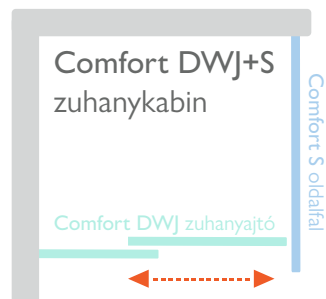 Comfort DWJ+S
zuhanykabin
Comfort S oldalfal
Comfort DWJ zuhanyajtó